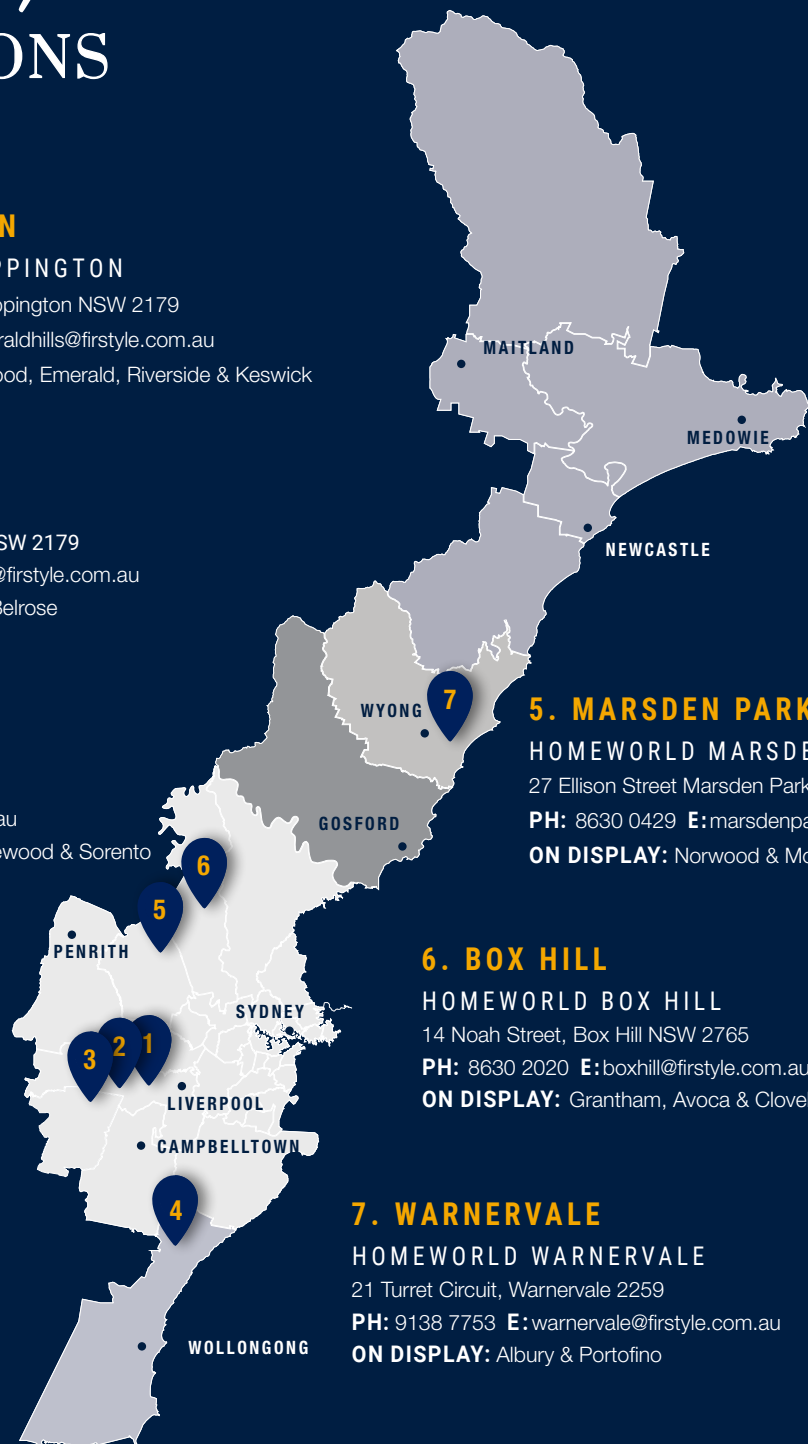 ONS
PPINGTON
ppington NSW 2179
raldhills@firstyle.com.au
ood, Emerald, Riverside & Keswick
SW 2179
@firstyle.com.au
Belrose
au
ewood & Sorento
MAITLAND
MEDOWIE
NEWCASTLE
WYONG
7
GOSFORD
6
5
PENRITH
SYDNEY
3
2
1
LIVERPOOL
CAMPBELLTOWN
4
WOLLONGONG
5. MARSDEN PARK
HOMEWORLD MARSDE
27 Ellison Street Marsden Park
PH: 8630 0429 E:marsdenpa
ON DISPLAY: Norwood & Mo
6. BOX HILL
HOMEWORLD BOX HILL
14 Noah Street, Box Hill NSW 2765
PH: 8630 2020 E:boxhill@firstyle.com.au
ON DISPLAY: Grantham, Avoca & Clove
7. WARNERVALE
HOMEWORLD WARNERVALE
21 Turret Circuit, Warnervale 2259
PH: 9138 7753 E:warnervale@firstyle.com.au
ON DISPLAY: Albury & Portofino